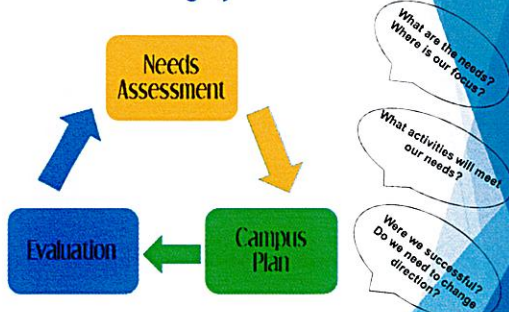 Needs
Assessment
Campus
Plan
Evaluation
What are the needs?
Where is our focus?
What activities will meet
our needs?
Were we successful?
Do we need to change
direction?